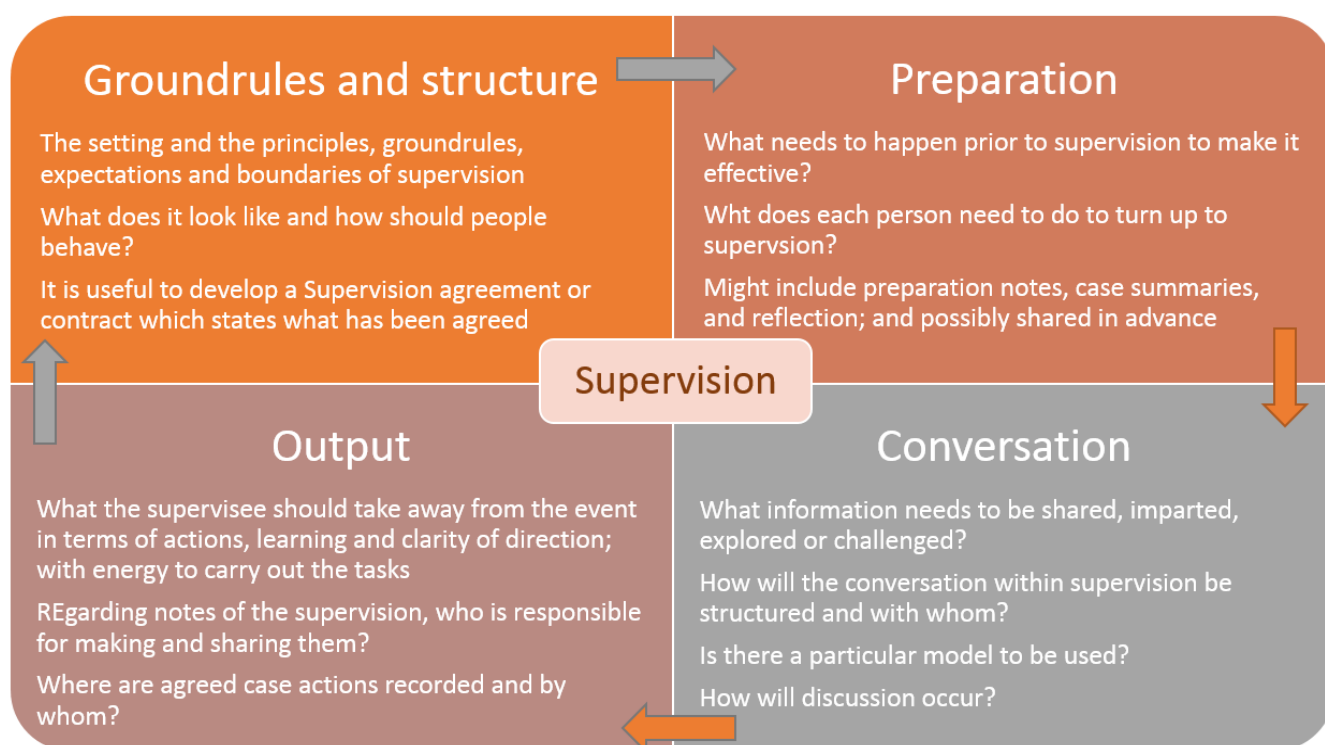 Groundrules and structure
The setting and the principles, groundrules,
expectations and boundaries of supervision
What does it look like and how should people
behave?
It is useful to develop a Supervision agreement or
contract which states what has been agreed
Preparation
What needs to happen prior to supervision to make it
effective?
Wht does each person need to do to turn up to
supervsion?
Might include preparation notes, case summaries,
and reflection; and possibly shared in advance
Supervision
Output
What the supervisee should take away from the event
in terms of actions, learning and clarity of direction;
with energy to carry out the tasks
REgarding notes of the supervision, who is responsible
for making and sharing them?
Where are agreed case actions recorded and by
whom?
Conversation
What information needs to be shared, imparted,
explored or challenged?
How will the conversation within supervision be
structured and with whom?
Is there a particular model to be used?
How will discussion occur?